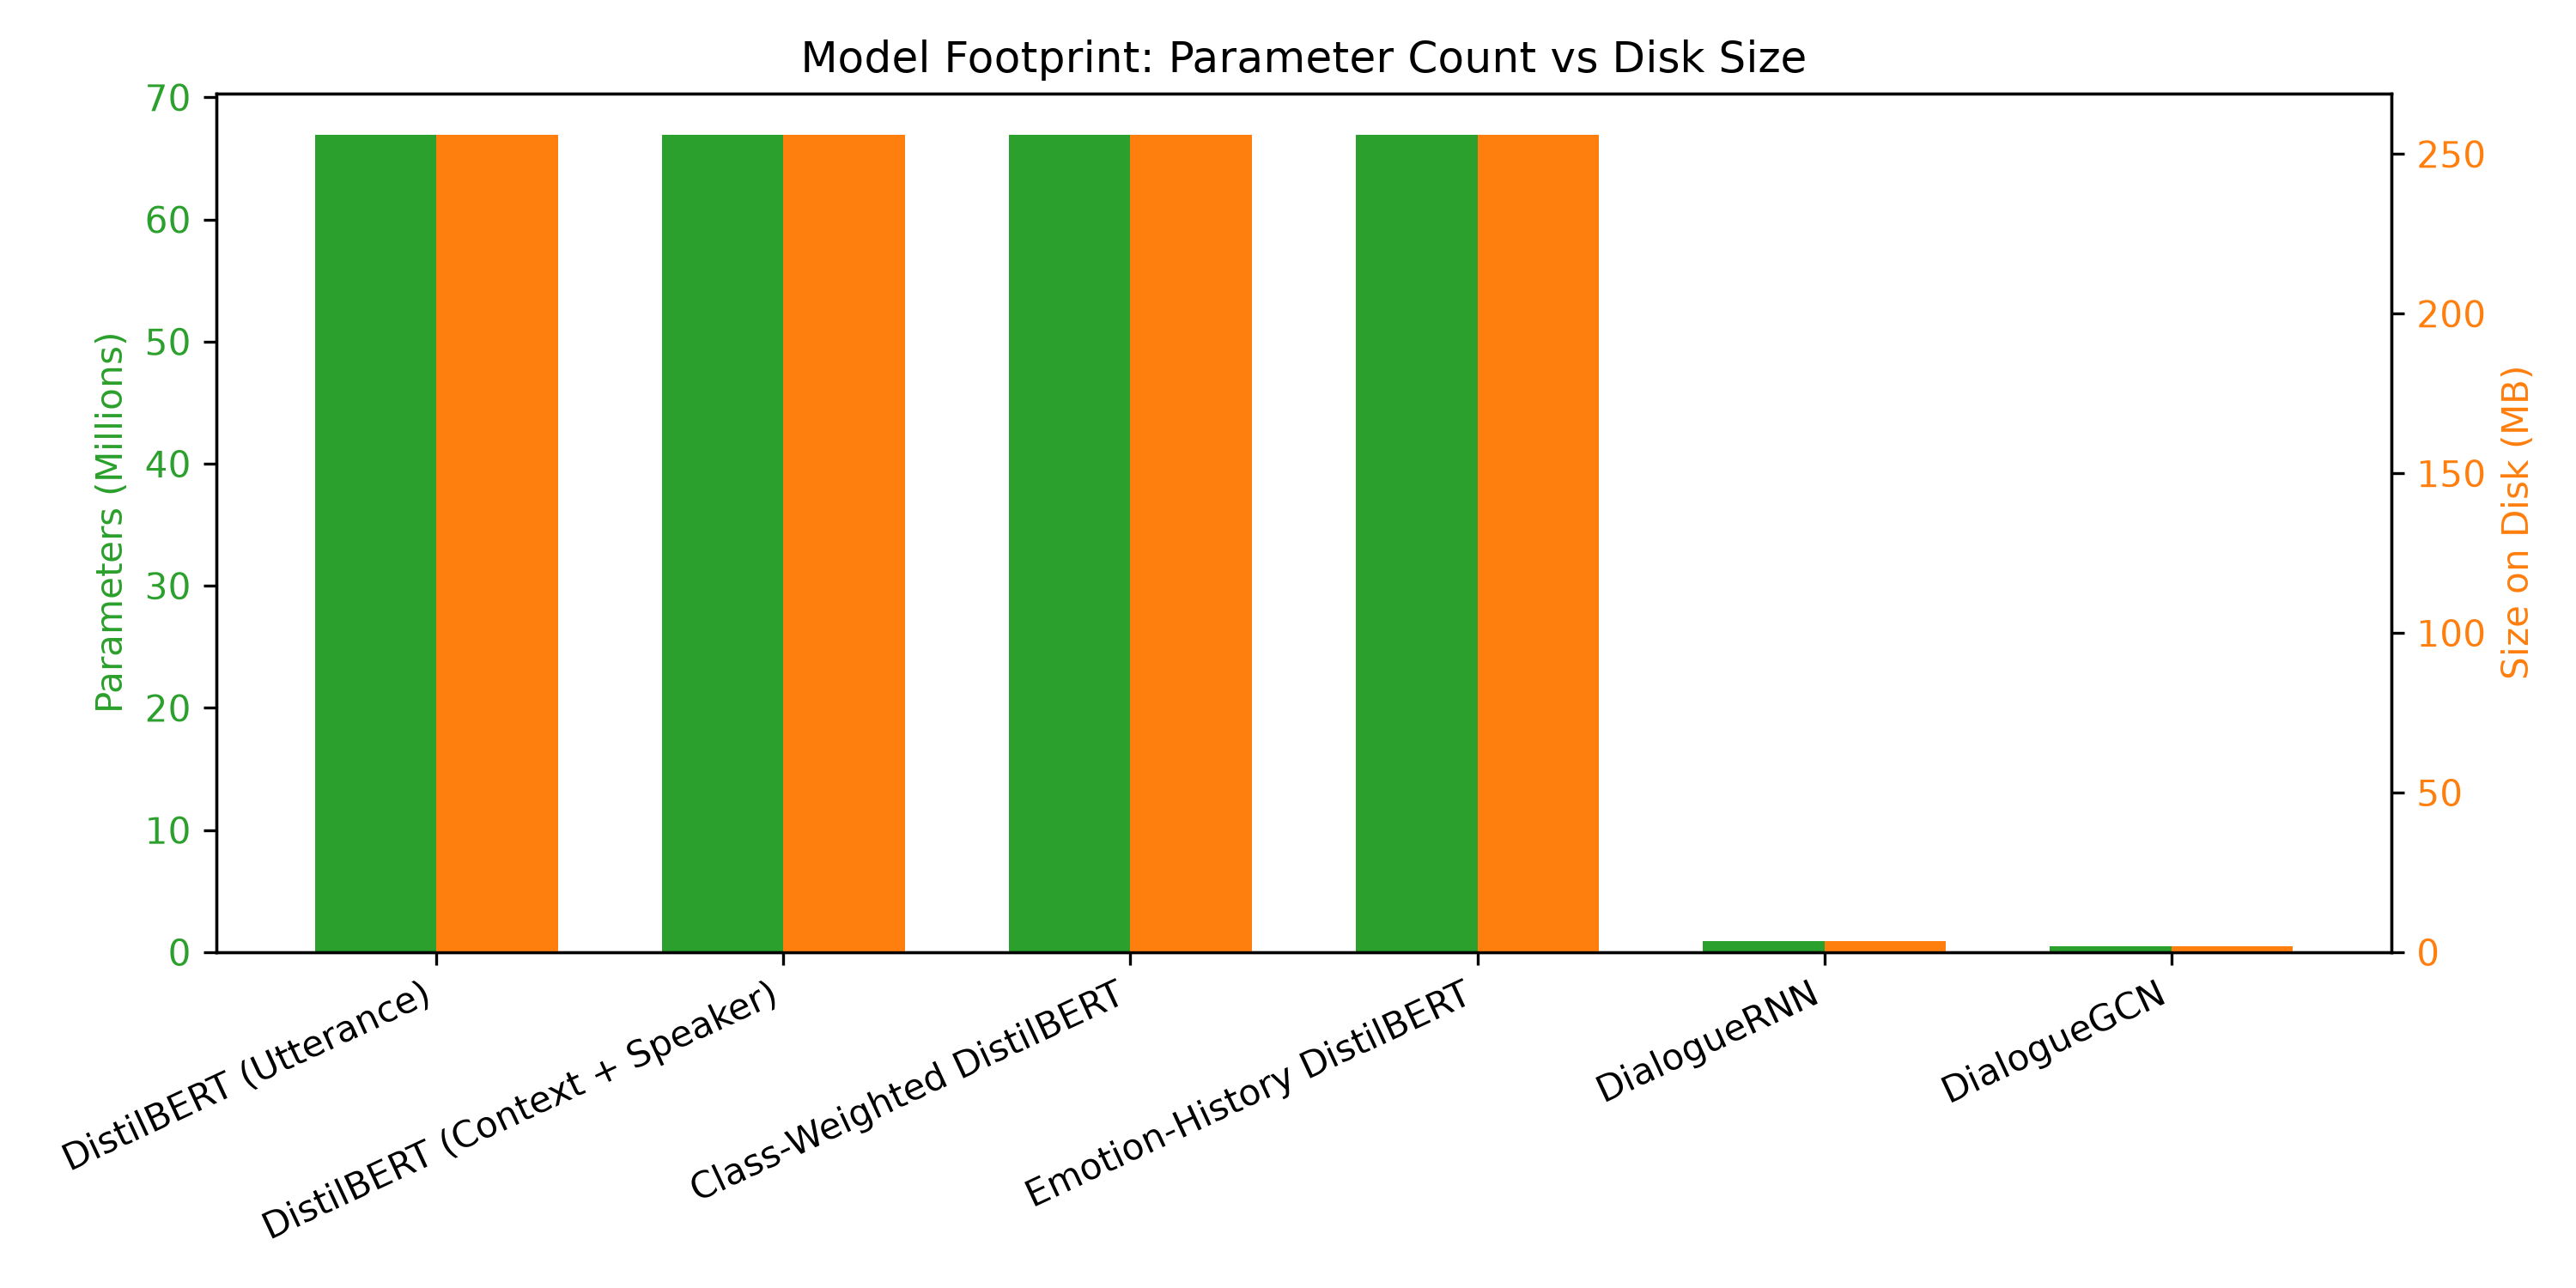 Model Footprint: Parameter Count vs Disk Size
Parameters (Millions)
70
60
50
40
30
20
10
0
250
200
150
100
50
0
Size on Disk (MB)
DistilBERT (Utterance)
DistilBERT (Context + Speaker)
Class-Weighted DistilBERT
Emotion-History DistilBERT
DialogueRNN
DialogueGCN